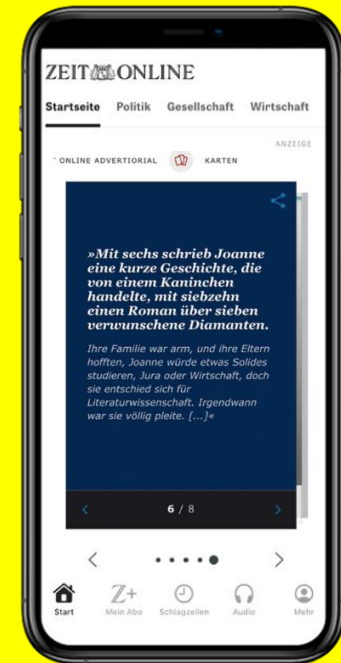 ZEIT ONLINE
Startseite Politik Gesellschaft Wirtschaft
ANZEIGE
ONLINE ADVERTIORIAL KARTEN
»Mit sechs schrieb Joanne
eine kurze Geschichte, die
von einem Kaninchen
handelte, mit siebzehn
einen Roman über sieben
verwunschene Diamanten.
Ihre Familie war arm, und ihre Eltern
hofften, Joanne würde etwas Solides
studieren, Jura oder Wirtschaft, doch
sie entschied sich für
Literaturwissenschaft. Irgendwann
war sie völlig pleite. [...]«
6 / 8
Start Mein Abo Schlagzeilen Audio Mehr